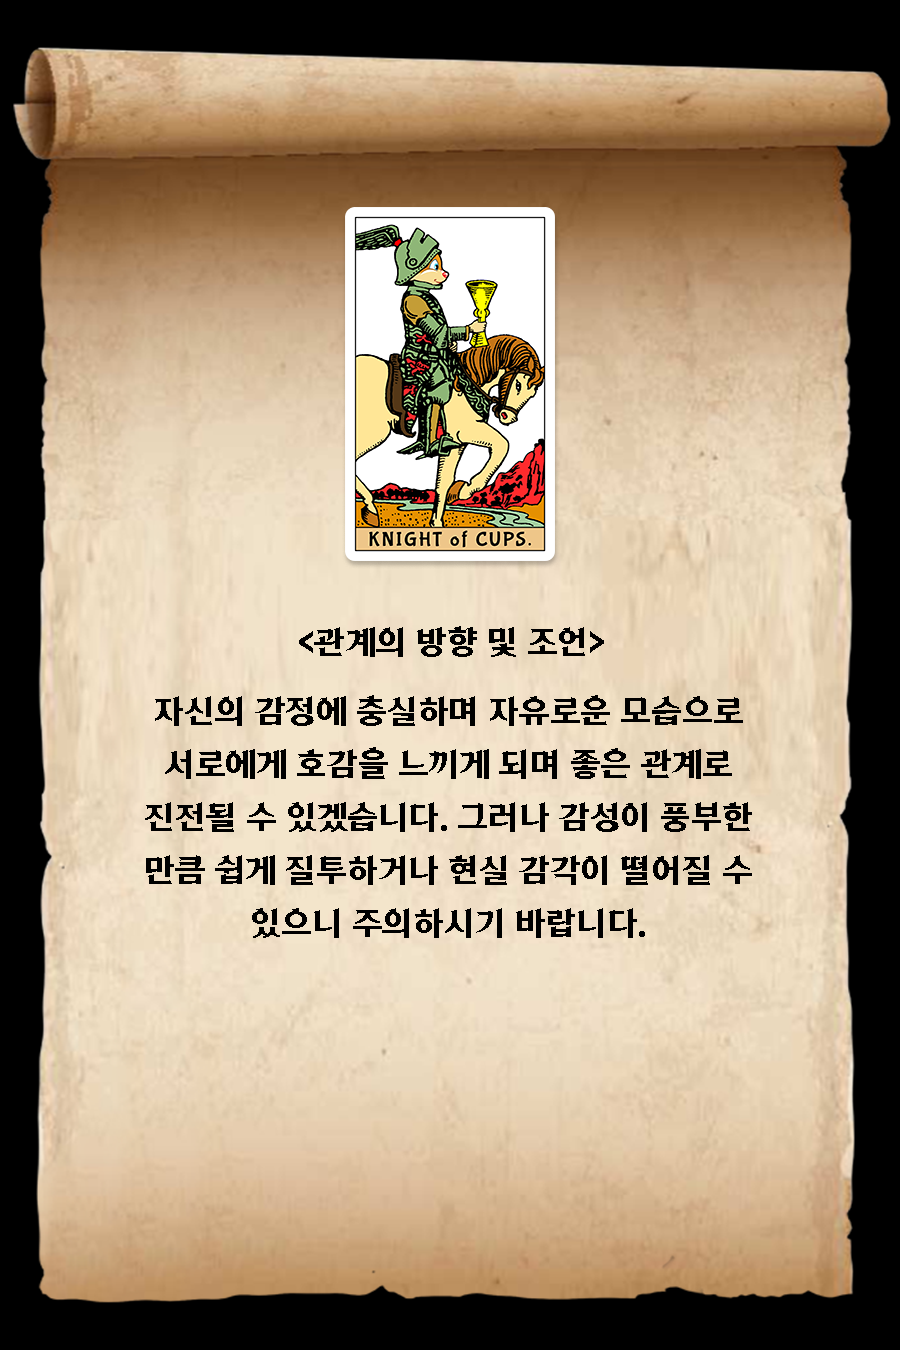 KNIGHT of CUPS.
<관계의 방향 및 조언>
자신의 감정에 충실하며 자유로운 모습으로
서로에게 호감을 느끼게 되며 좋은 관계로
진전될 수 있겠습니다. 그러나 감성이 풍부한
만큼 쉽게 질투하거나 현실 감각이 떨어질 수
있으니 주의하시기 바랍니다.